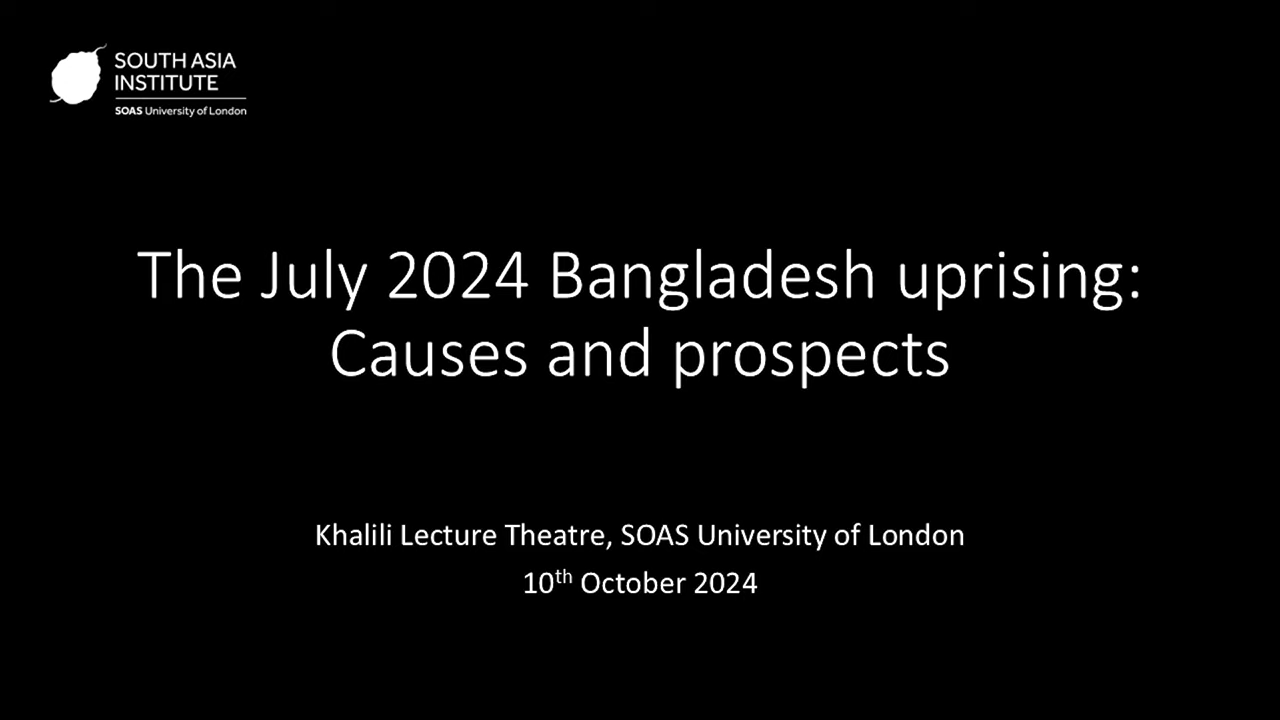 SOUTH ASIA
INSTITUTE
SOAS University of London
The July 2024 Bangladesh uprising:
Causes and prospects
Khalili Lecture Theatre, SOAS University of London
10th October 2024